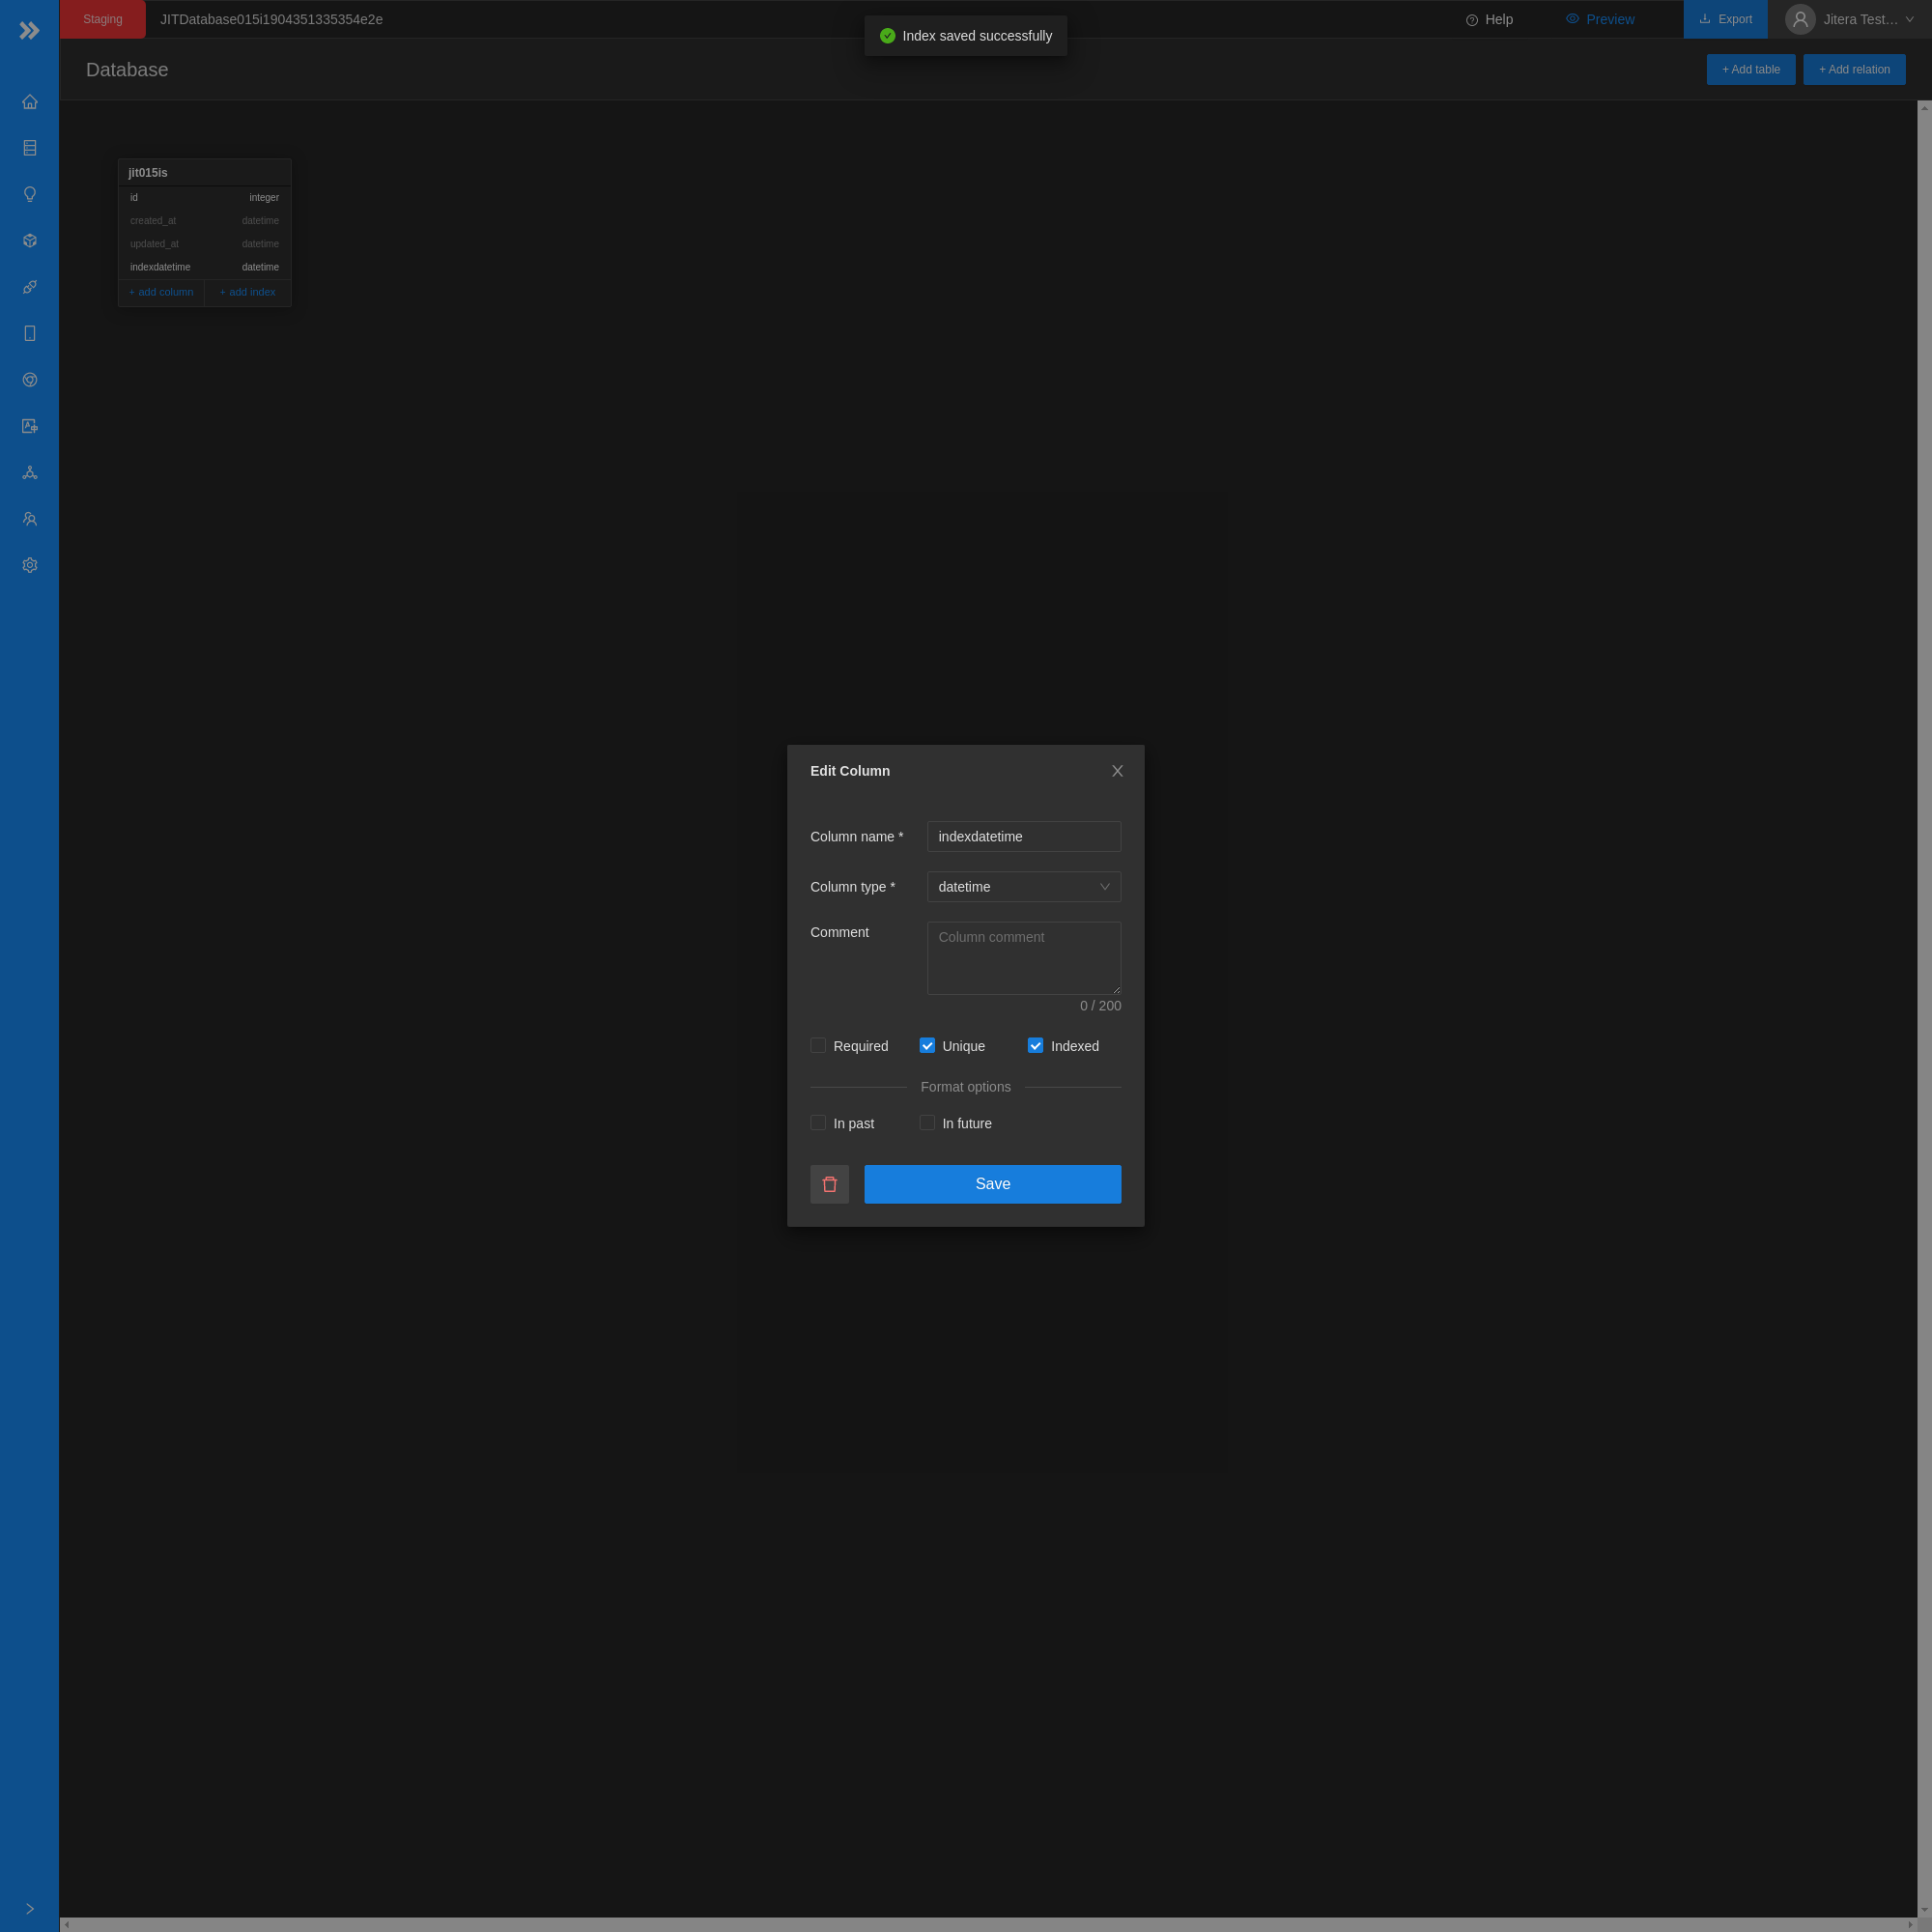 Staging
JITDatabase015i1904351335354e2e
Index saved successfully
Help
Preview
Export
Jitera Test…
Database
+ Add table
+ Add relation
jit015is
id integer
created_at datetime
updated_at datetime
indexdatetime datetime
+ add column + add index
Edit Column
Column name * indexdatetime
Column type * datetime
Comment Column comment
0 / 200
Required Unique Indexed
Format options
In past In future
Save